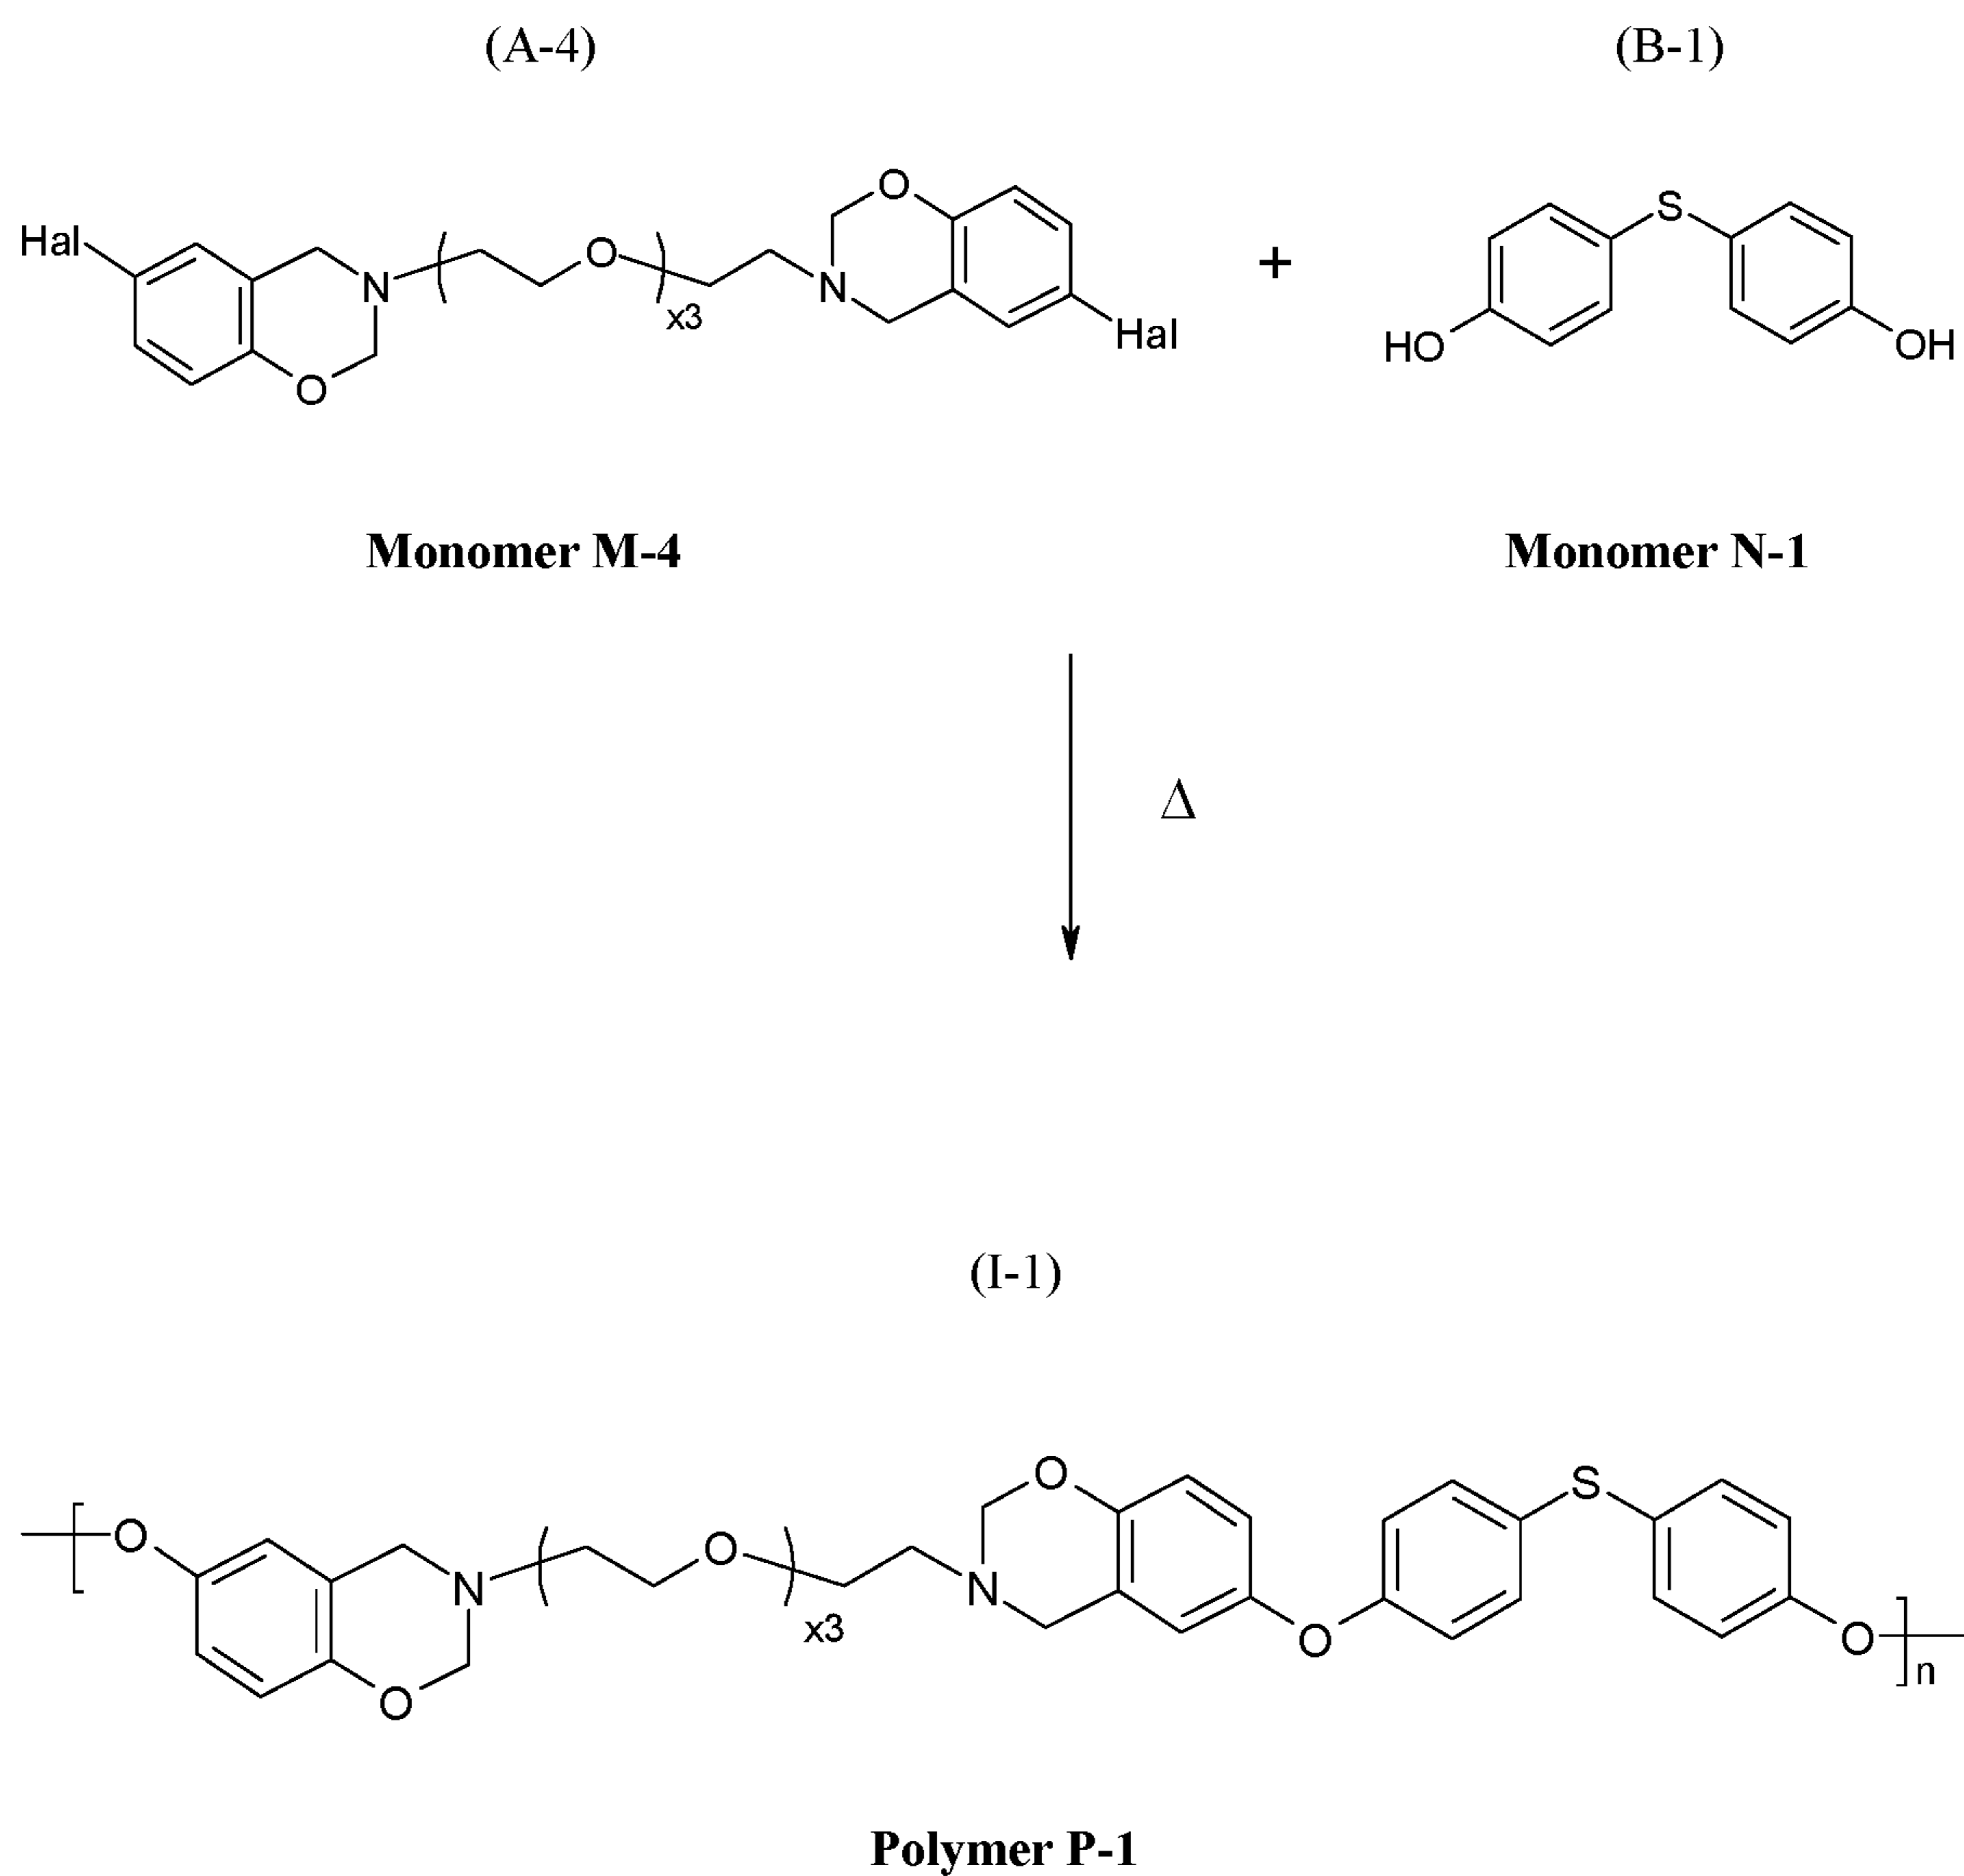 (A-4) (B-1)
Hal N O ( O ) x3 N O Hal + HO S OH
Monomer M-4 Monomer N-1
Δ
(I-1)
[ O N O ( O ) x3 N O O S O ] n
Polymer P-1